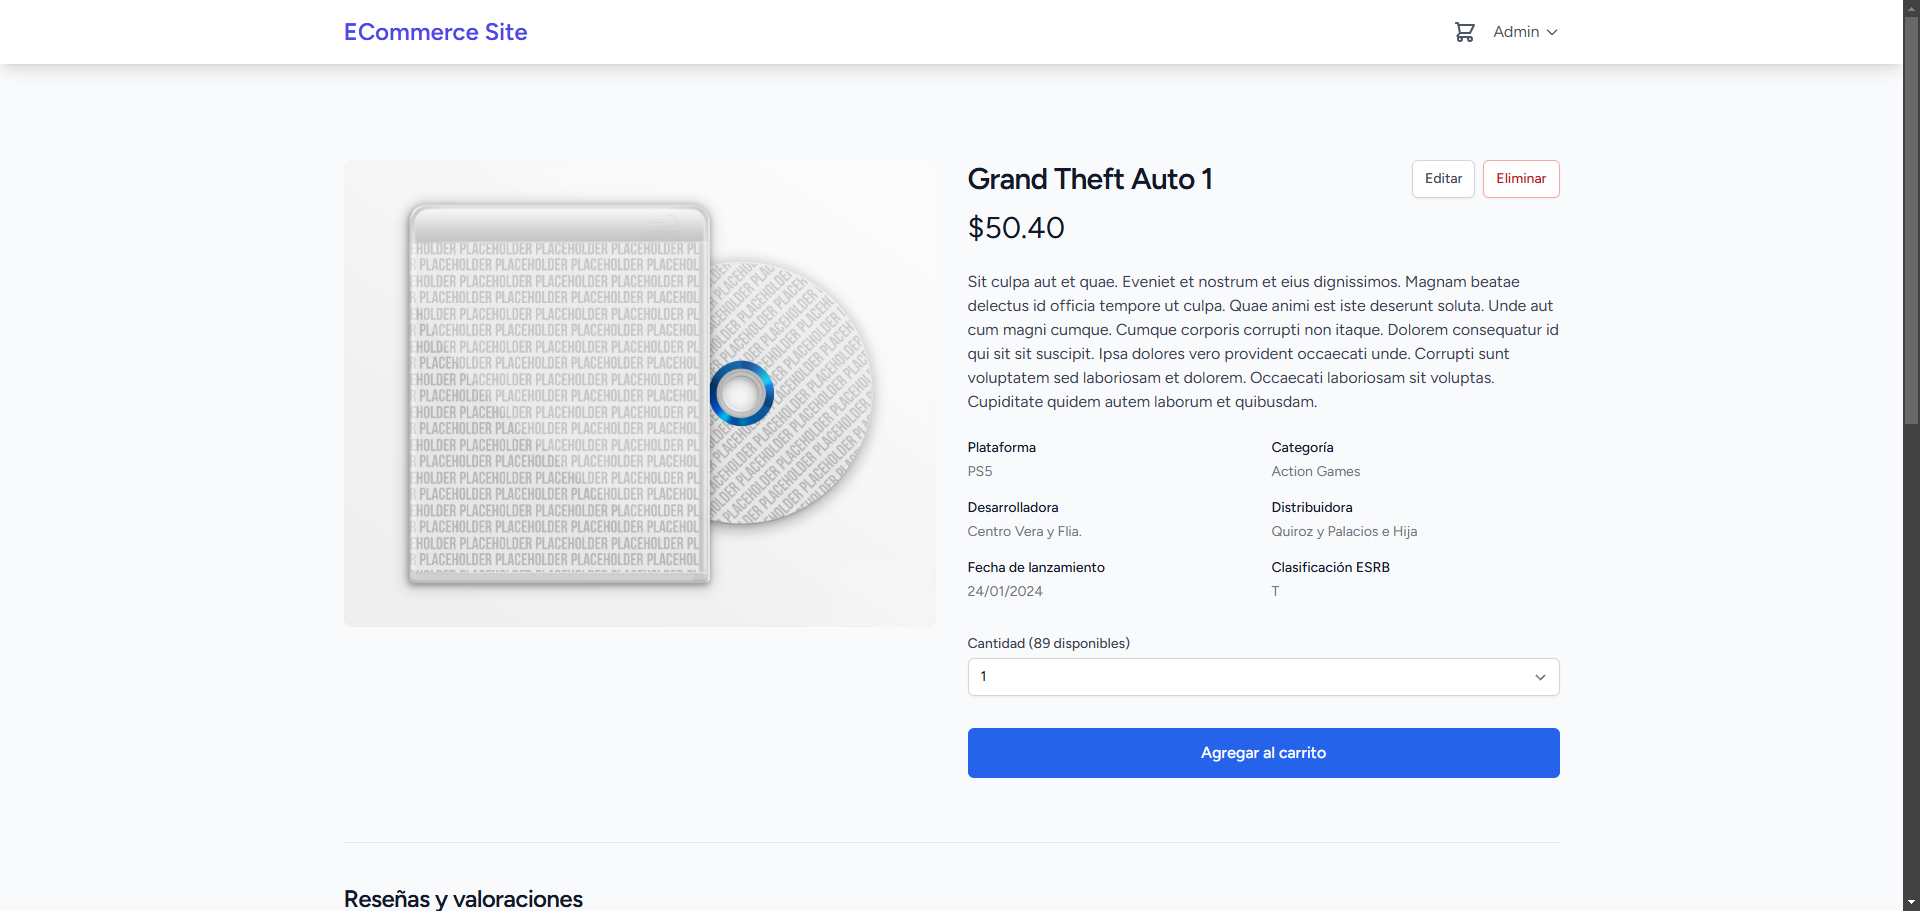 ECommerce Site
Admin
Grand Theft Auto 1
Editar
Eliminar
$50.40
Sit culpa aut et quae. Eveniet et nostrum et eius dignissimos. Magnam beatae
delectus id officia tempore ut culpa. Quae animi est iste deserunt soluta. Unde aut
cum magni cumque. Cumque corporis corrupti non itaque. Dolorem consequatur id
qui sit sit suscipit. Ipsa dolores vero provident occaecati unde. Corrupti sunt
voluptatem sed laboriosam et dolorem. Occaecati laboriosam sit voluptas.
Cupiditate quidem autem laborum et quibusdam.
Plataforma
PS5
Categoría
Action Games
Desarrolladora
Centro Vera y Flia.
Distribuidora
Quiroz y Palacios e Hija
Fecha de lanzamiento
24/01/2024
Clasificación ESRB
T
Cantidad (89 disponibles)
1
Agregar al carrito
Reseñas y valoraciones